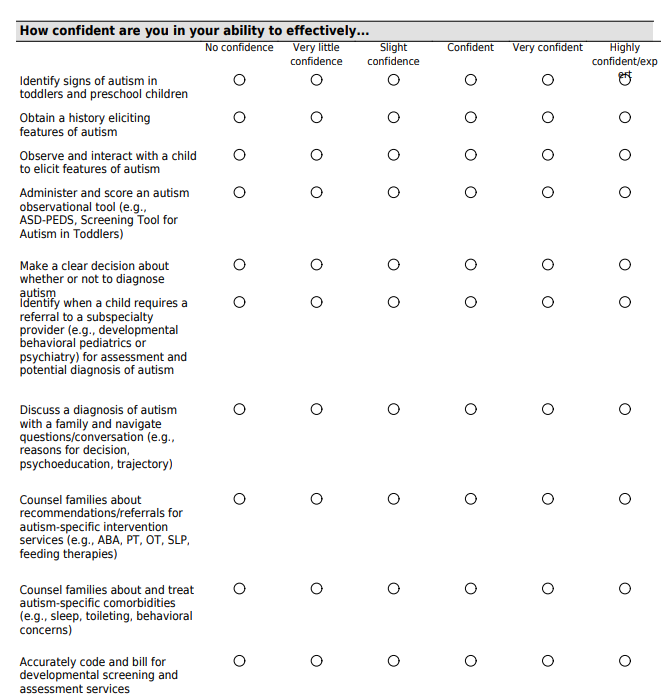 How confident are you in your ability to effectively...
No confidence Very little confidence Slight confidence Confident Very confident Highly confident/expert
Identify signs of autism in
toddlers and preschool children
Obtain a history eliciting
features of autism
Observe and interact with a child
to elicit features of autism
Administer and score an autism
observational tool (e.g.,
ASD-PEDS, Screening Tool for
Autism in Toddlers)
Make a clear decision about
whether or not to diagnose
autism
Identify when a child requires a
referral to a subspecialty
provider (e.g., developmental
behavioral pediatrics or
psychiatry) for assessment and
potential diagnosis of autism
Discuss a diagnosis of autism
with a family and navigate
questions/conversation (e.g.,
reasons for decision,
psychoeducation, trajectory)
Counsel families about
recommendations/referrals for
autism-specific intervention
services (e.g., ABA, PT, OT, SLP,
feeding therapies)
Counsel families about and treat
autism-specific comorbidities
(e.g., sleep, toileting, behavioral
concerns)
Accurately code and bill for
developmental screening and
assessment services